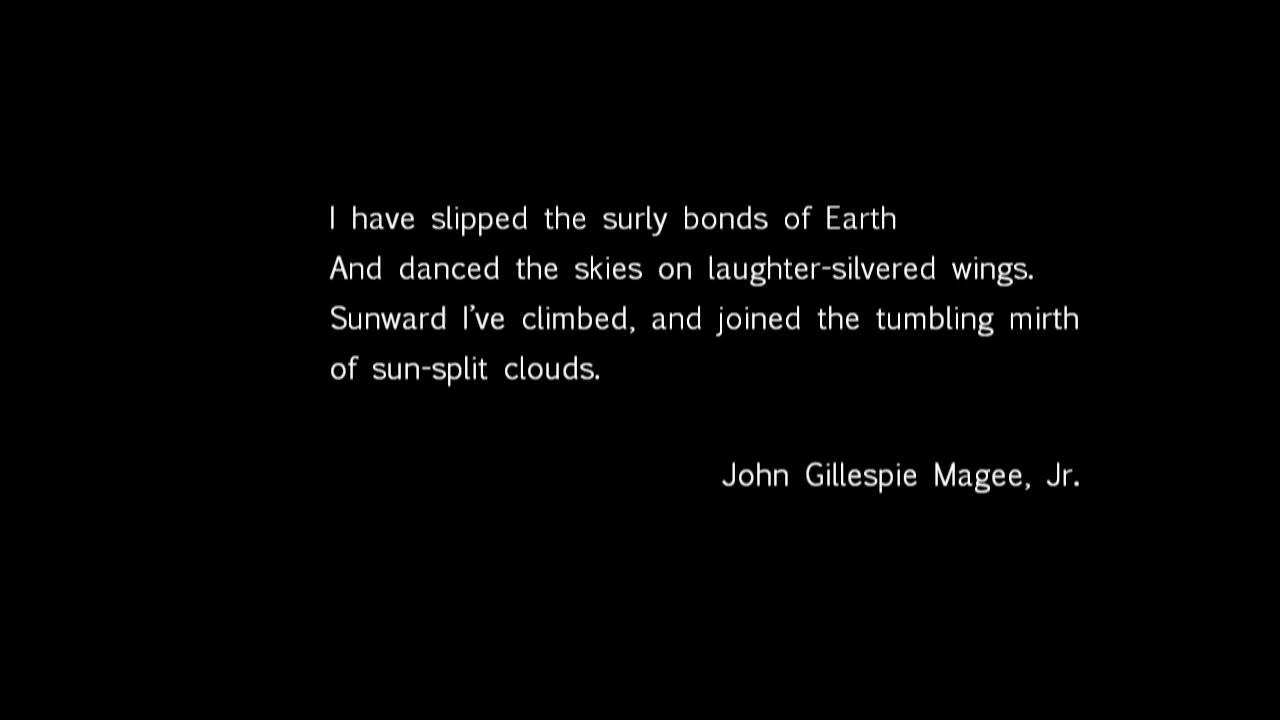 I have slipped the surly bonds of Earth
And danced the skies on laughter-silvered wings.
Sunward I’ve climbed, and joined the tumbling mirth
of sun-split clouds.
John Gillespie Magee, Jr.